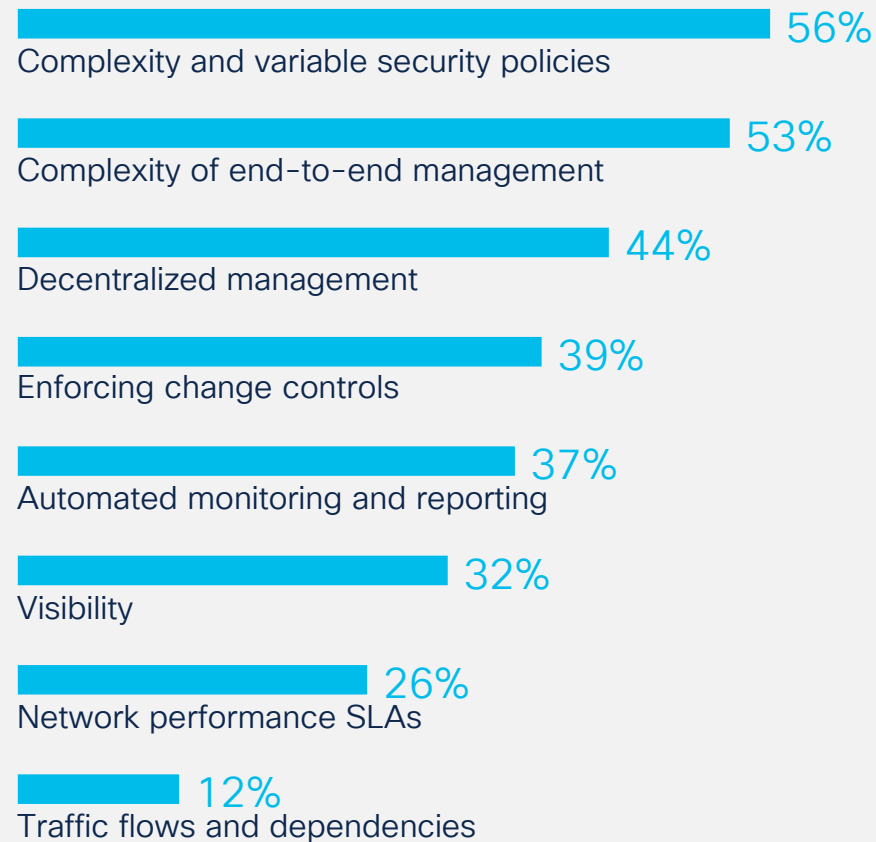 56%
Complexity and variable security policies
53%
Complexity of end-to-end management
44%
Decentralized management
39%
Enforcing change controls
37%
Automated monitoring and reporting
32%
Visibility
26%
Network performance SLAs
12%
Traffic flows and dependencies